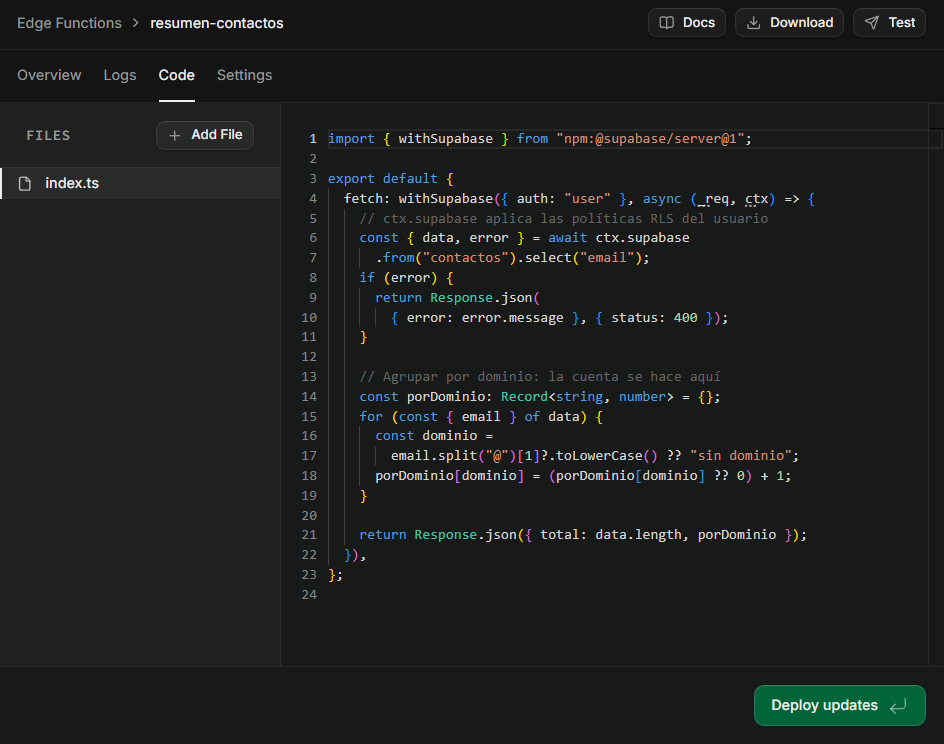 Edge Functions > resumen-contactos
Docs
Download
Test
Overview
Logs
Code
Settings
FILES
+ Add File
index.ts
1 import { withSupabase } from "npm:@supabase/server@1";
2
3 export default {
4   fetch: withSupabase({ auth: "user" }, async (_req, ctx) => {
5     // ctx.supabase aplica las políticas RLS del usuario
6     const { data, error } = await ctx.supabase
7       .from("contactos").select("email");
8     if (error) {
9       return Response.json(
10         { error: error.message }, { status: 400 });
11     }
12
13     // Agrupar por dominio: la cuenta se hace aquí
14     const porDominio: Record<string, number> = {};
15     for (const { email } of data) {
16       const dominio =
17         email.split("@")[1]?.toLowerCase() ?? "sin dominio";
18       porDominio[dominio] = (porDominio[dominio] ?? 0) + 1;
19     }
20
21     return Response.json({ total: data.length, porDominio });
22   }),
23 };
24
Deploy updates